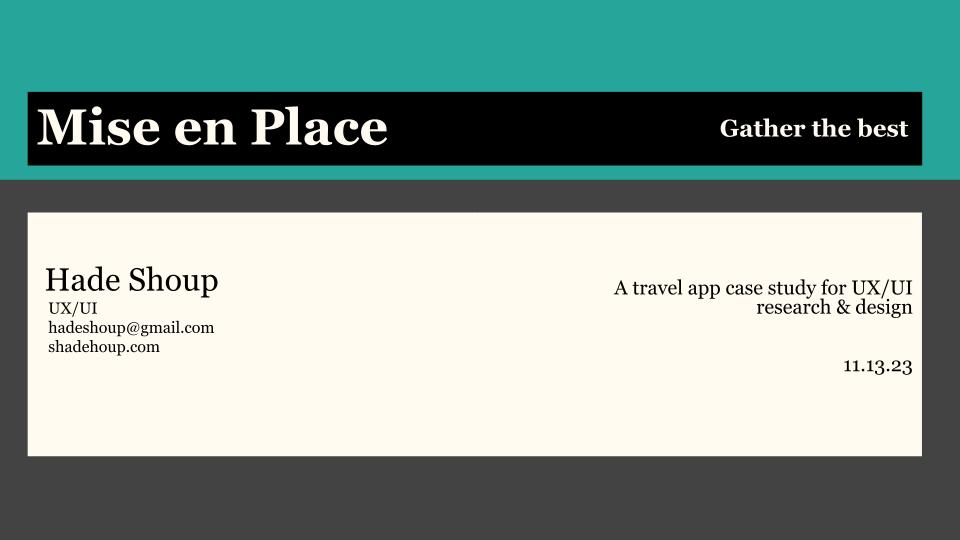 Mise en Place
Gather the best
Hade Shoup
UX/UI
hadeshoup@gmail.com
shadehoup.com
A travel app case study for UX/UI
research & design
11.13.23